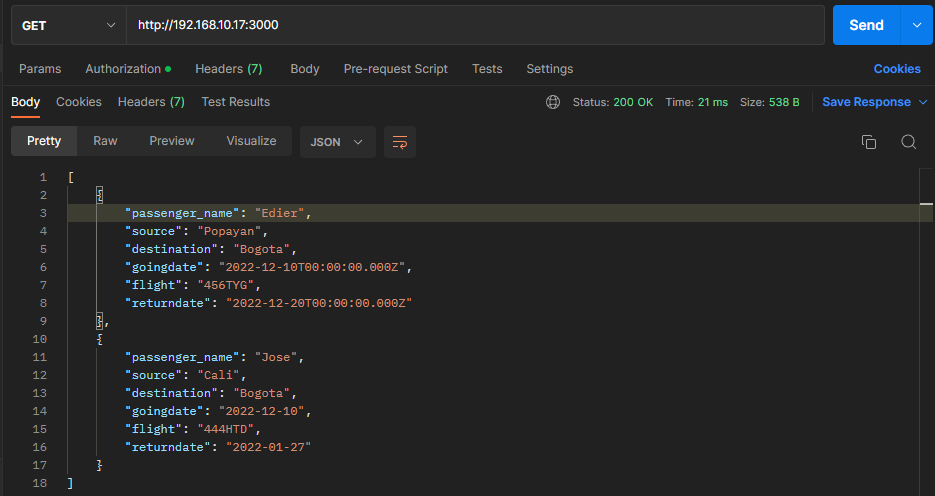 GET http://192.168.10.17:3000 Send
Params Authorization Headers (7) Body Pre-request Script Tests Settings Cookies
Body Cookies Headers (7) Test Results Status: 200 OK Time: 21 ms Size: 538 B Save Response
Pretty Raw Preview Visualize JSON
1 [
2 {
3 "passenger_name": "Edier",
4 "source": "Popayan",
5 "destination": "Bogota",
6 "goingdate": "2022-12-10T00:00:00.000Z",
7 "flight": "456TYG",
8 "returndate": "2022-12-20T00:00:00.000Z"
9 },
10 {
11 "passenger_name": "Jose",
12 "source": "Cali",
13 "destination": "Bogota",
14 "goingdate": "2022-12-10",
15 "flight": "444HTD",
16 "returndate": "2022-01-27"
17 }
18 ]